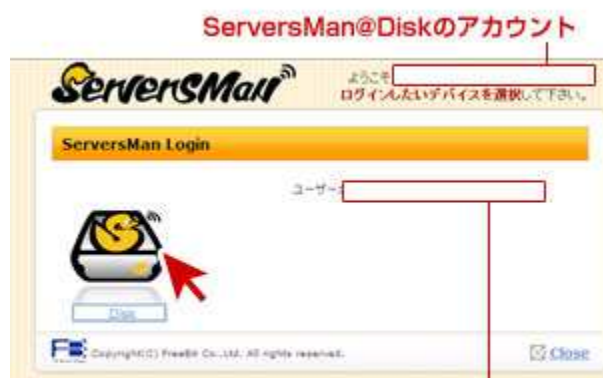 ServersMan@Diskのアカウント
ServersMan
ようこそ
ログインしたいデバイスを選択して下さい。
ServersMan Login
ユーザー:
Disk
FB Copyright(C) FreeBit Co.,Ltd. All rights reserved.
Close